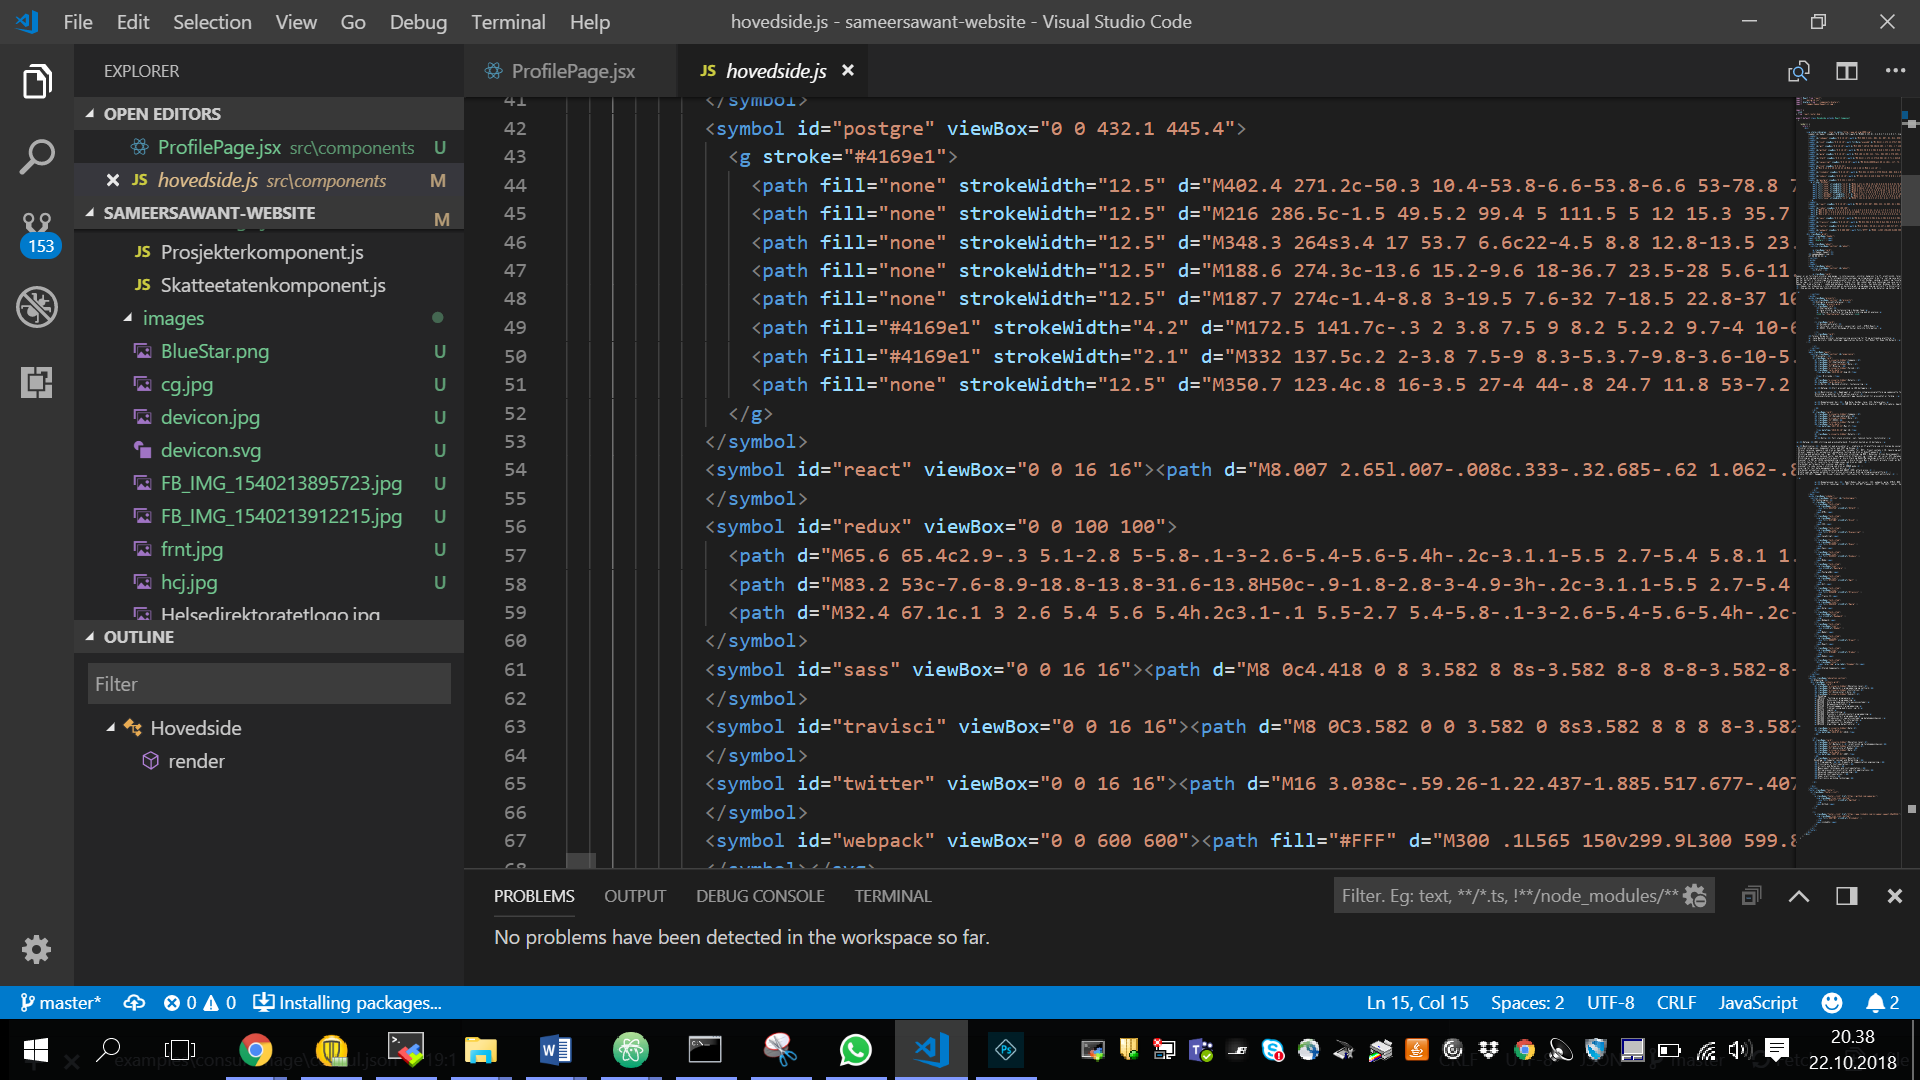 File Edit Selection View Go Debug Terminal Help
hovedside.js - sameersawant-website - Visual Studio Code
EXPLORER
OPEN EDITORS
ProfilePage.jsx src\components U
JS hovedside.js src\components M
SAMEERSAWANT-WEBSITE M
153
JS Prosjekterkomponent.js
JS Skatteetatenkomponent.js
images
BlueStar.png U
cg.jpg U
devicon.jpg U
devicon.svg U
FB_IMG_1540213895723.jpg U
FB_IMG_1540213912215.jpg U
frnt.jpg U
hcj.jpg U
Helsedirektoratetlogo.jpg
OUTLINE
Filter
Hovedside
render
ProfilePage.jsx
JS hovedside.js
41 </symbol>
42 <symbol id="postgre" viewBox="0 0 432.1 445.4">
43 <g stroke="#4169e1">
44 <path fill="none" strokeWidth="12.5" d="M402.4 271.2c-50.3 10.4-53.8-6.6-53.8-6.6 53-78.8
45 <path fill="none" strokeWidth="12.5" d="M216 286.5c-1.5 49.5.2 99.4 5 111.5 5 12 15.3 35.7
46 <path fill="none" strokeWidth="12.5" d="M348.3 264s3.4 17 53.7 6.6c22-4.5 8.8 12.8-13.5 23.
47 <path fill="none" strokeWidth="12.5" d="M188.6 274.3c-13.6 15.2-9.6 18-36.7 23.5-28 5.6-11
48 <path fill="none" strokeWidth="12.5" d="M187.7 274c-1.4-8.8 3-19.5 7.6-32 7-18.5 22.8-37 10
49 <path fill="#4169e1" strokeWidth="4.2" d="M172.5 141.7c-.3 2 3.8 7.5 9 8.2 5.2.2 9.7-4 10-6
50 <path fill="#4169e1" strokeWidth="2.1" d="M332 137.5c.2 2-3.8 7.5-9 8.3-5.3.7-9.8-3.6-10-5.
51 <path fill="none" strokeWidth="12.5" d="M350.7 123.4c.8 16-3.5 27-4 44-.8 24.7 11.8 53-7.2
52 </g>
53 </symbol>
54 <symbol id="react" viewBox="0 0 16 16"><path d="M8.007 2.65l.007-.008c.333-.32.685-.62 1.062-.8
55 </symbol>
56 <symbol id="redux" viewBox="0 0 100 100">
57 <path d="M65.6 65.4c2.9-.3 5.1-2.8 5-5.8-.1-3-2.6-5.4-5.6-5.4h-.2c-3.1.1-5.5 2.7-5.4 5.8.1 1.
58 <path d="M83.2 53c-7.6-8.9-18.8-13.8-31.6-13.8H50c-.9-1.8-2.8-3-4.9-3h-.2c-3.1.1-5.5 2.7-5.4
59 <path d="M32.4 67.1c.1 3 2.6 5.4 5.6 5.4h.2c3.1-.1 5.5-2.7 5.4-5.8-.1-3-2.6-5.4-5.6-5.4h-.2c-
60 </symbol>
61 <symbol id="sass" viewBox="0 0 16 16"><path d="M8 0c4.418 0 8 3.582 8 8s-3.582 8-8 8-8-3.582-8-
62 </symbol>
63 <symbol id="travisci" viewBox="0 0 16 16"><path d="M8 0C3.582 0 0 3.582 0 8s3.582 8 8 8 8-3.582
64 </symbol>
65 <symbol id="twitter" viewBox="0 0 16 16"><path d="M16 3.038c-.59.26-1.22.437-1.885.517.677-.407
66 </symbol>
67 <symbol id="webpack" viewBox="0 0 600 600"><path fill="#FFF" d="M300 .1L565 150v299.9L300 599.8
68 </symbol></svg>
PROBLEMS OUTPUT DEBUG CONSOLE TERMINAL
Filter. Eg: text, **/*.ts, !**/node_modules/**
No problems have been detected in the workspace so far.
master* 0 0 Installing packages...
Ln 15, Col 15 Spaces: 2 UTF-8 CRLF JavaScript 2
20.38
22.10.2018